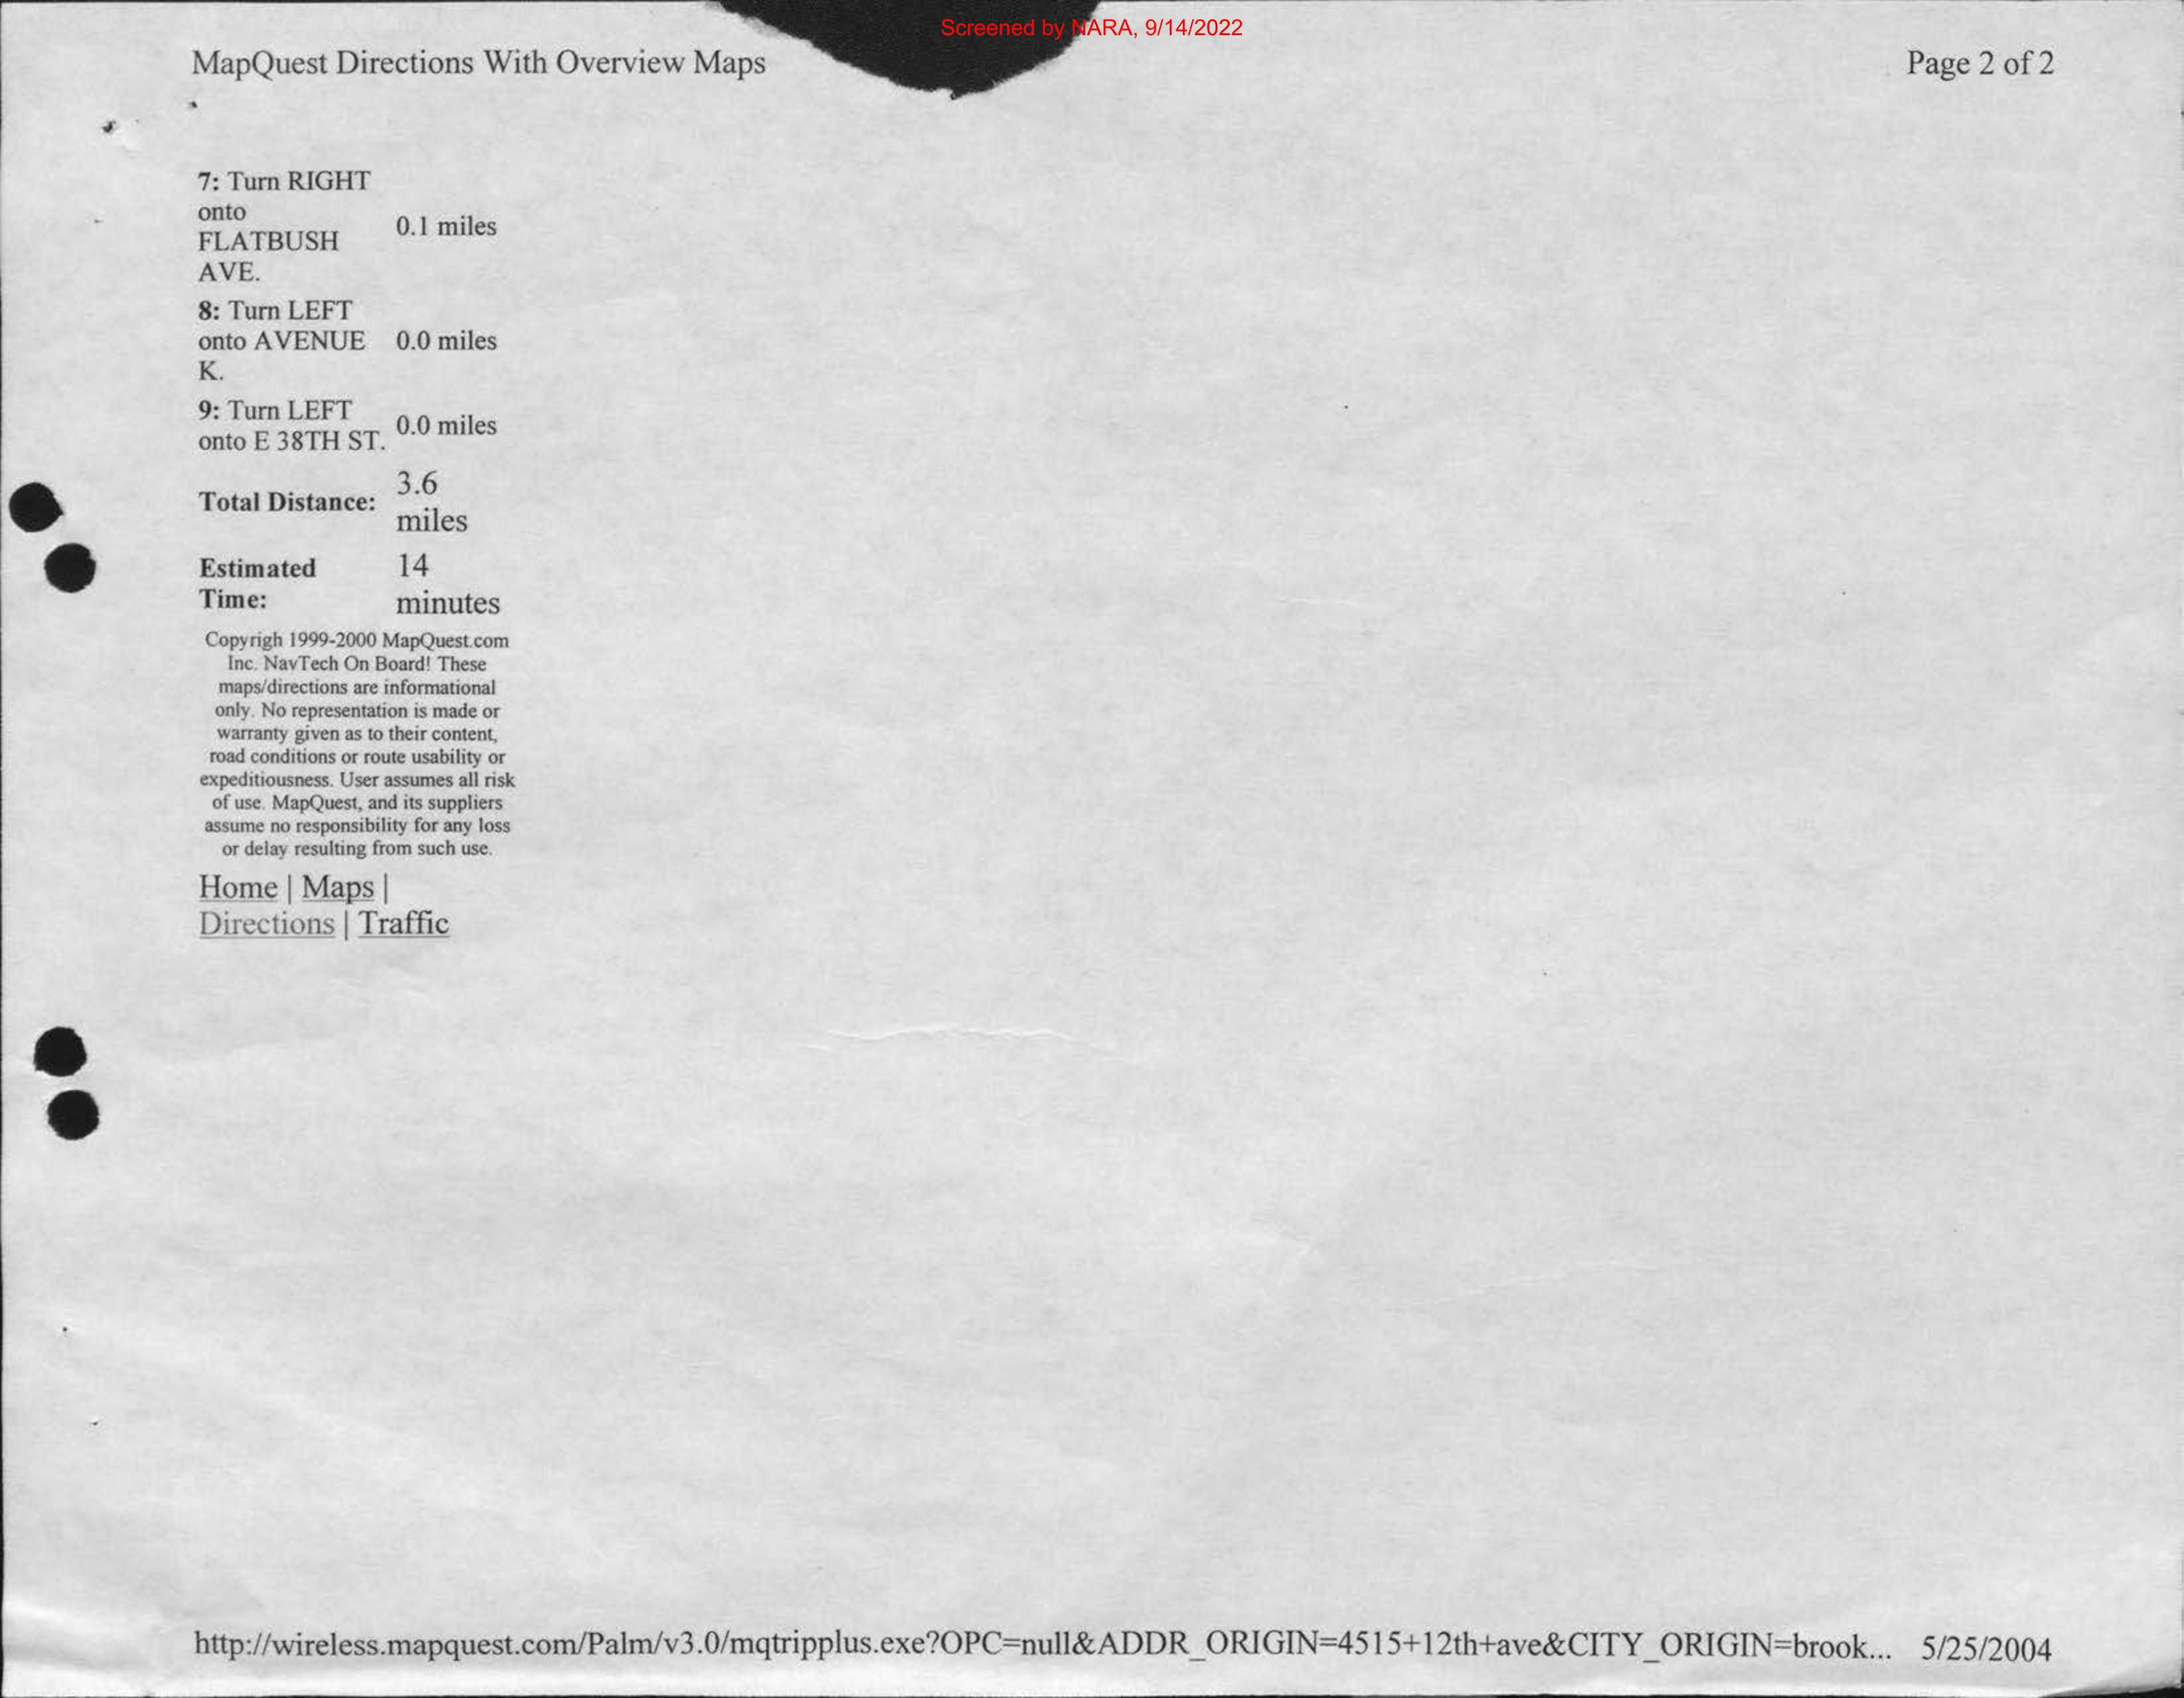 Screened by NARA, 9/14/2022
MapQuest Directions With Overview Maps
Page 2 of 2
7: Turn RIGHT
onto
FLATBUSH
AVE.
0.1 miles
8: Turn LEFT
onto AVENUE
K.
0.0 miles
9: Turn LEFT
onto E 38TH ST.
0.0 miles
Total Distance:
3.6
miles
Estimated
Time:
14
minutes
Copyrigh 1999-2000 MapQuest.com
Inc. NavTech On Board! These
maps/directions are informational
only. No representation is made or
warranty given as to their content,
road conditions or route usability or
expeditiousness. User assumes all risk
of use. MapQuest, and its suppliers
assume no responsibility for any loss
or delay resulting from such use.
Home | Maps |
Directions | Traffic
http://wireless.mapquest.com/Palm/v3.0/mqtripplus.exe?OPC=null&ADDR_ORIGIN=4515+12th+ave&CITY_ORIGIN=brook...
5/25/2004